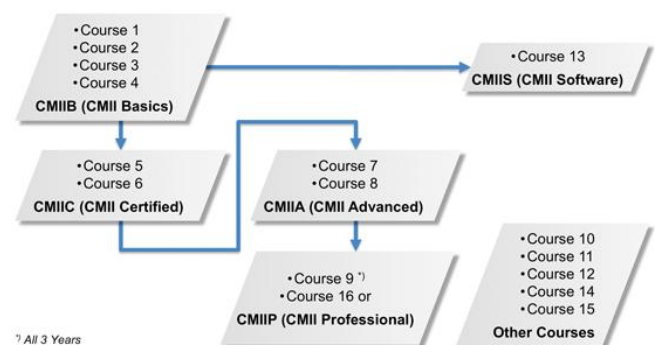 • Course 1
• Course 2
• Course 3
• Course 4
CMIIB (CMII Basics)
• Course 13
CMIIS (CMII Software)
• Course 5
• Course 6
CMIIC (CMII Certified)
• Course 7
• Course 8
CMIIA (CMII Advanced)
• Course 9 *)
• Course 16 or
CMIIP (CMII Professional)
• Course 10
• Course 11
• Course 12
• Course 14
• Course 15
Other Courses
*) All 3 Years